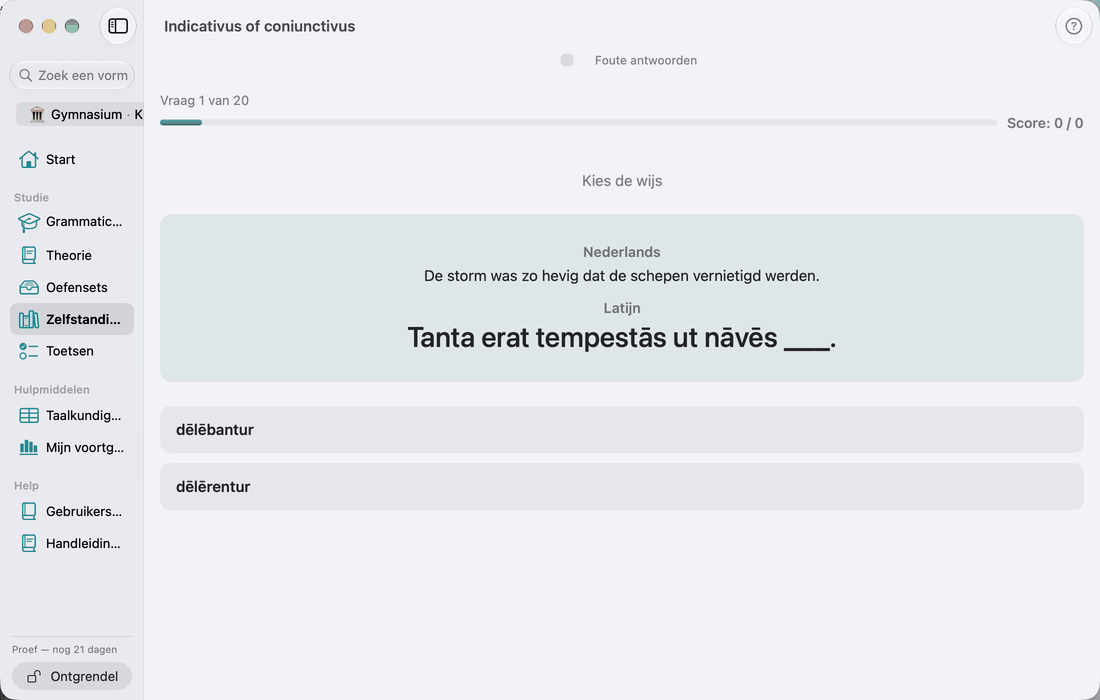 Indicativus of coniunctivus
Zoek een vorm
Foute antwoorden
Gymnasium · K
Vraag 1 van 20
Score: 0 / 0
Start
Studie
Grammatic...
Theorie
Oefensets
Zelfstandi...
Toetsen
Hulpmiddelen
Taalkundig...
Mijn voortg...
Help
Gebruikers...
Handleidin...
Proef — nog 21 dagen
Ontgrendel
Kies de wijs
Nederlands
De storm was zo hevig dat de schepen vernietigd werden.
Latijn
Tanta erat tempestās ut nāvēs ____.
dēlēbantur
dēlērentur